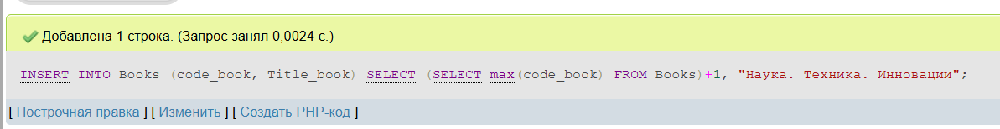 Добавлена 1 строка. (Запрос занял 0,0024 с.)
INSERT INTO Books (code_book, Title_book) SELECT (SELECT max(code_book) FROM Books)+1, "Наука. Техника. Инновации";
[ Построчная правка ] [ Изменить ] [ Создать PHP-код ]